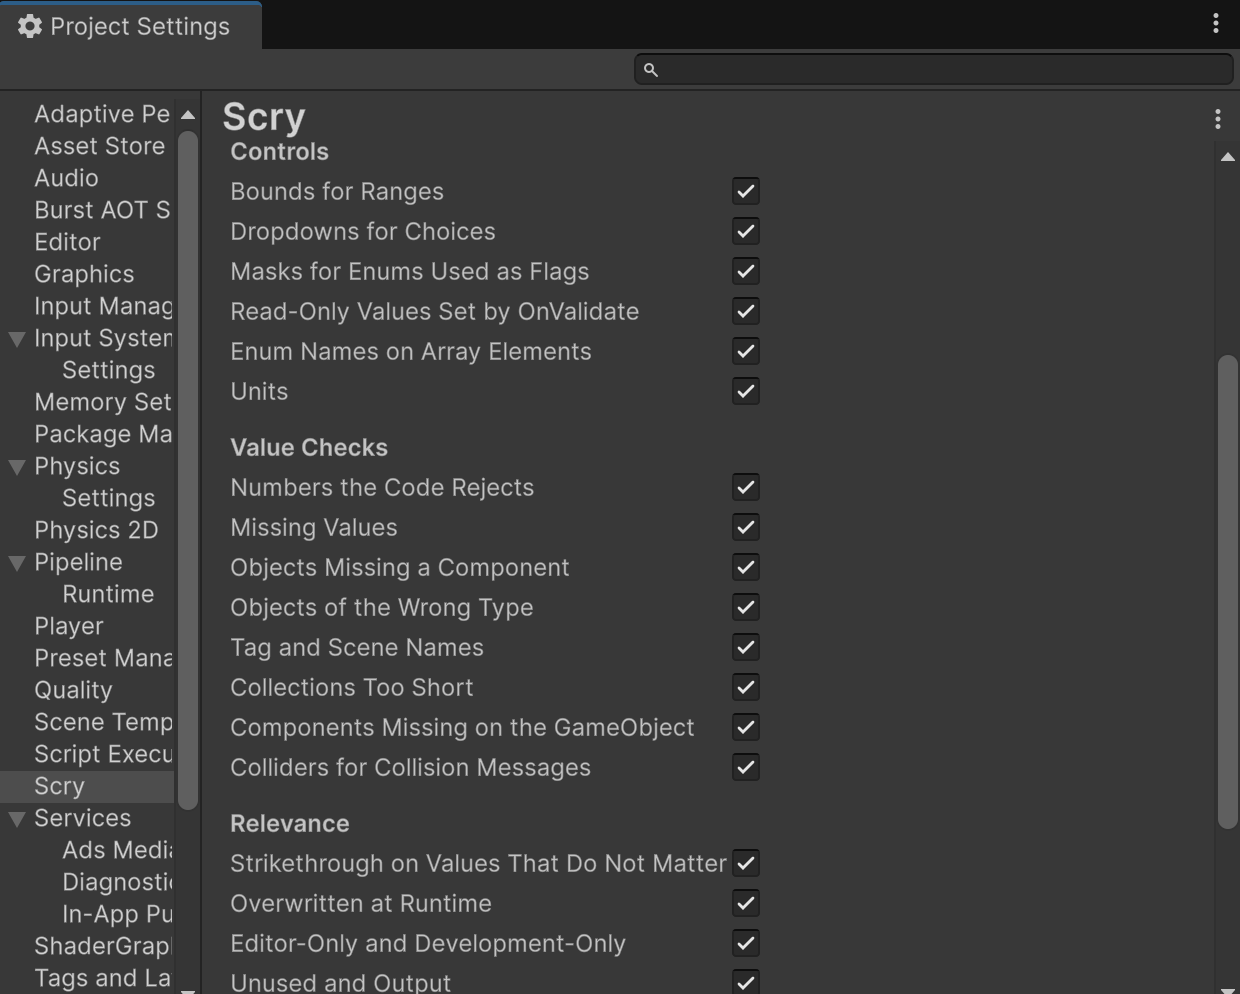 Project Settings
Scry
Adaptive Pe
Asset Store
Audio
Burst AOT S
Editor
Graphics
Input Manag
Input System
Settings
Memory Set
Package Ma
Physics
Settings
Physics 2D
Pipeline
Runtime
Player
Preset Mana
Quality
Scene Temp
Script Execu
Scry
Services
Ads Media
Diagnostic
In-App Pu
ShaderGrap
Tags and La
Controls
Bounds for Ranges
Dropdowns for Choices
Masks for Enums Used as Flags
Read-Only Values Set by OnValidate
Enum Names on Array Elements
Units
Value Checks
Numbers the Code Rejects
Missing Values
Objects Missing a Component
Objects of the Wrong Type
Tag and Scene Names
Collections Too Short
Components Missing on the GameObject
Colliders for Collision Messages
Relevance
Strikethrough on Values That Do Not Matter
Overwritten at Runtime
Editor-Only and Development-Only
Unused and Output